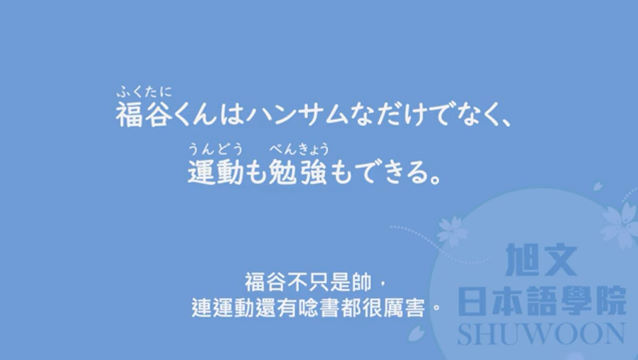 ふくたに
福谷くんはハンサムなだけでなく、
うんどう べんきょう
運動も勉強もできる。
福谷不只是帥，
連運動還有唸書都很厲害。
旭文
日本語學院
SHUWOON